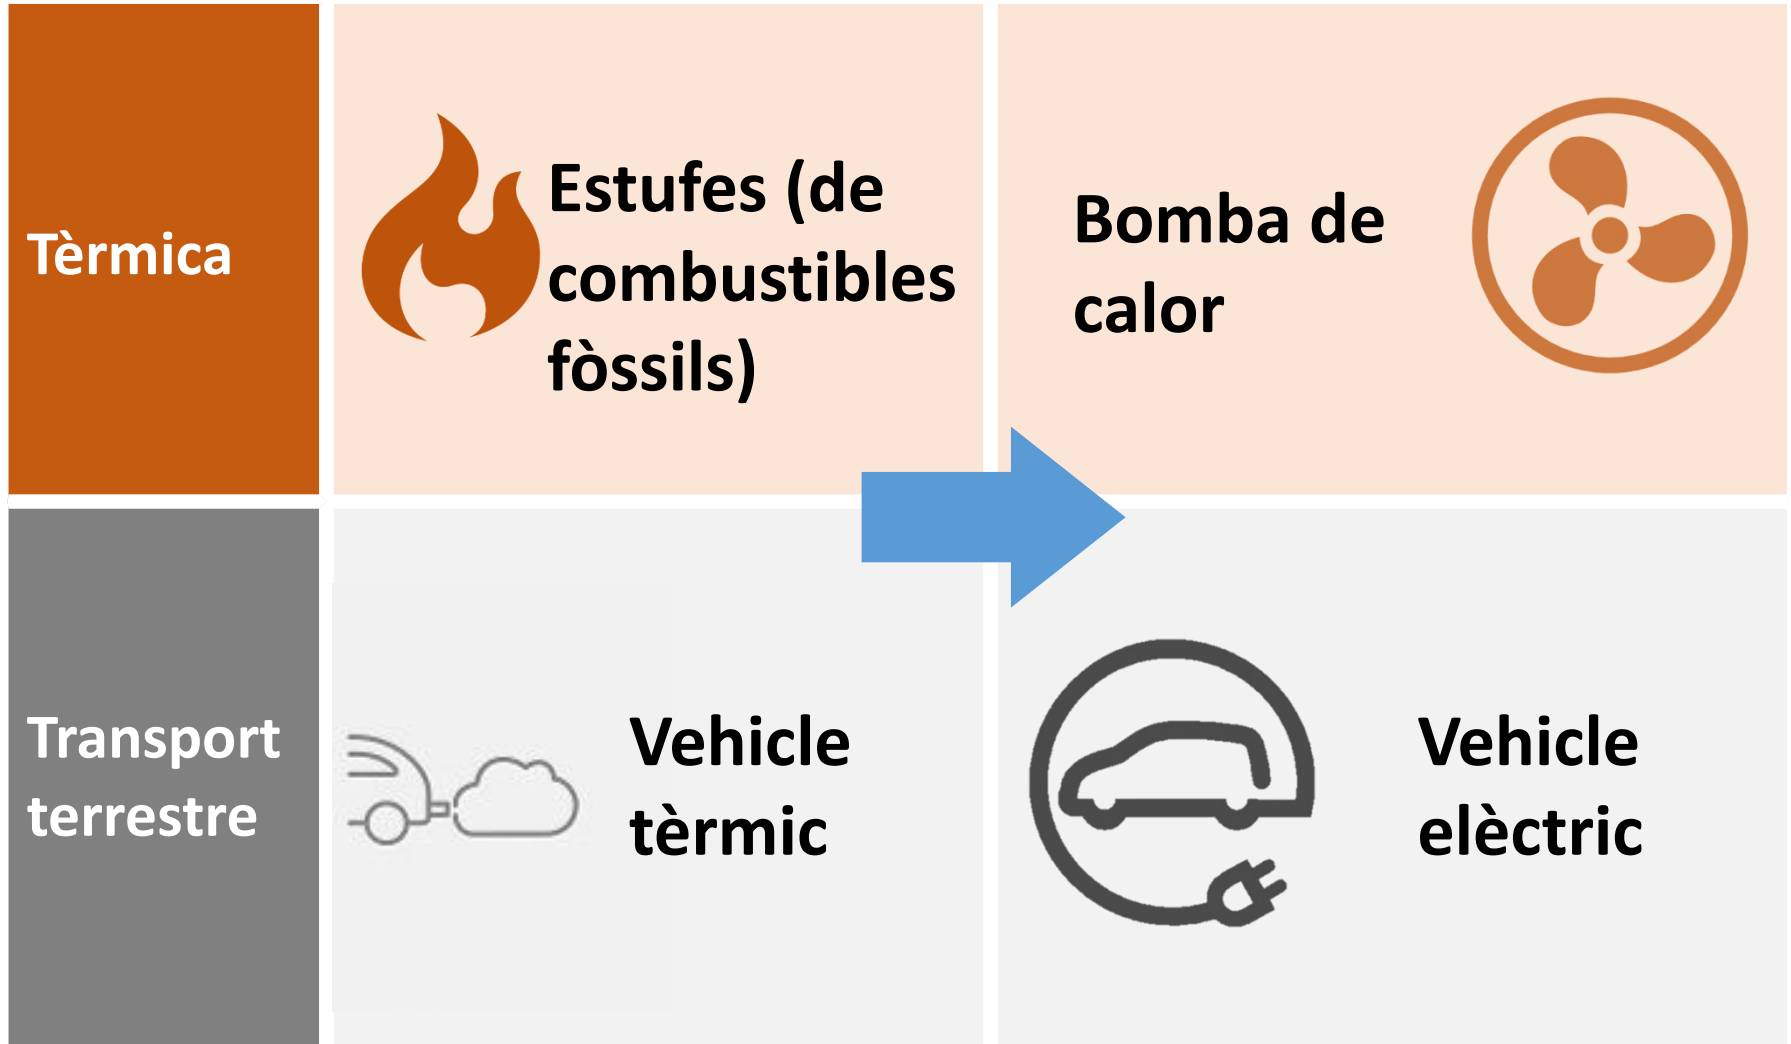 Tèrmica
Estufes (de
combustibles
fòssils)
Bomba de
calor
Transport
terrestre
Vehicle
tèrmic
Vehicle
elèctric